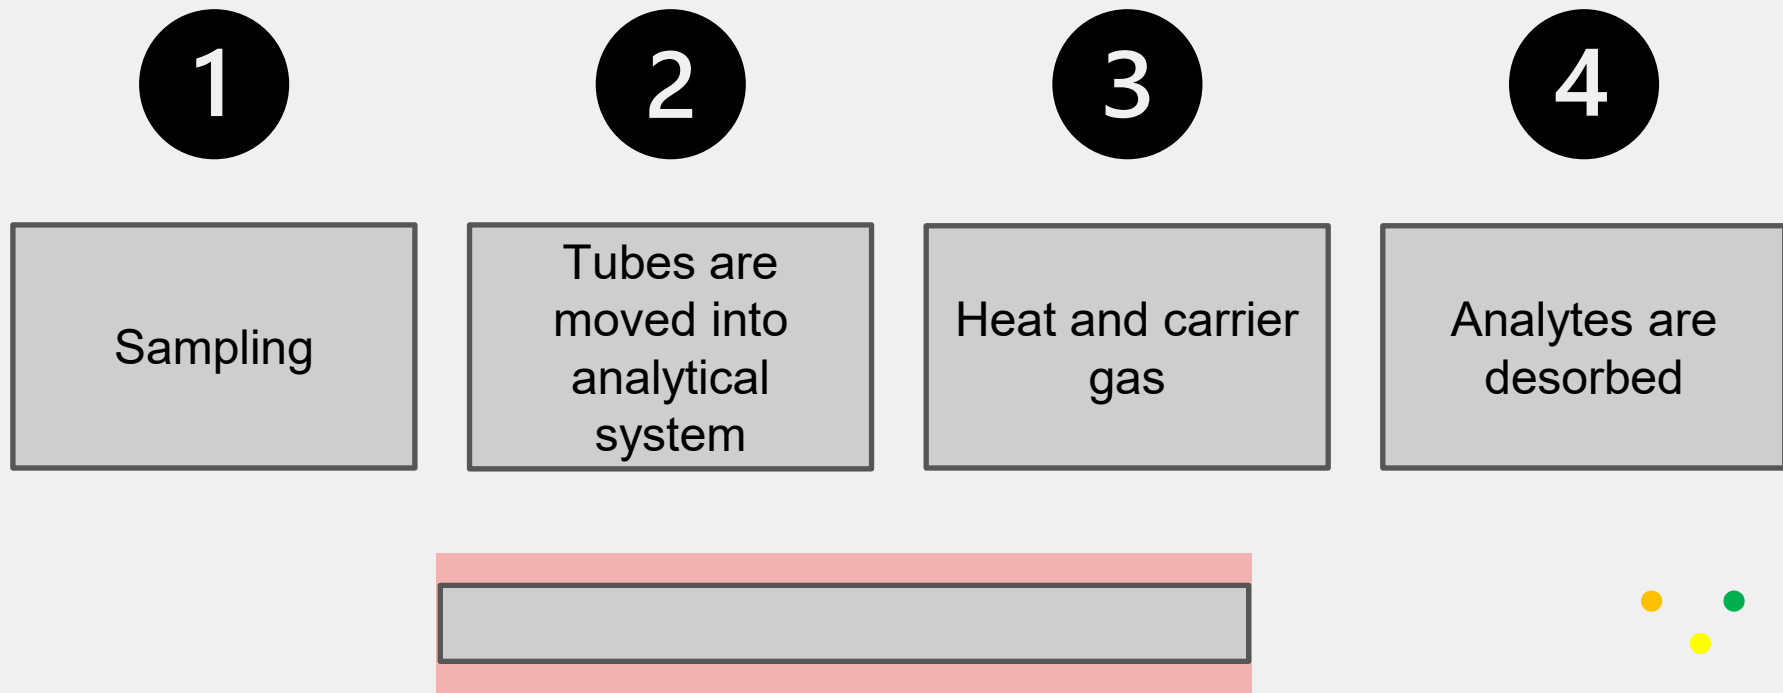 1
2
3
4
Sampling
Tubes are
moved into
analytical
system
Heat and carrier
gas
Analytes are
desorbed